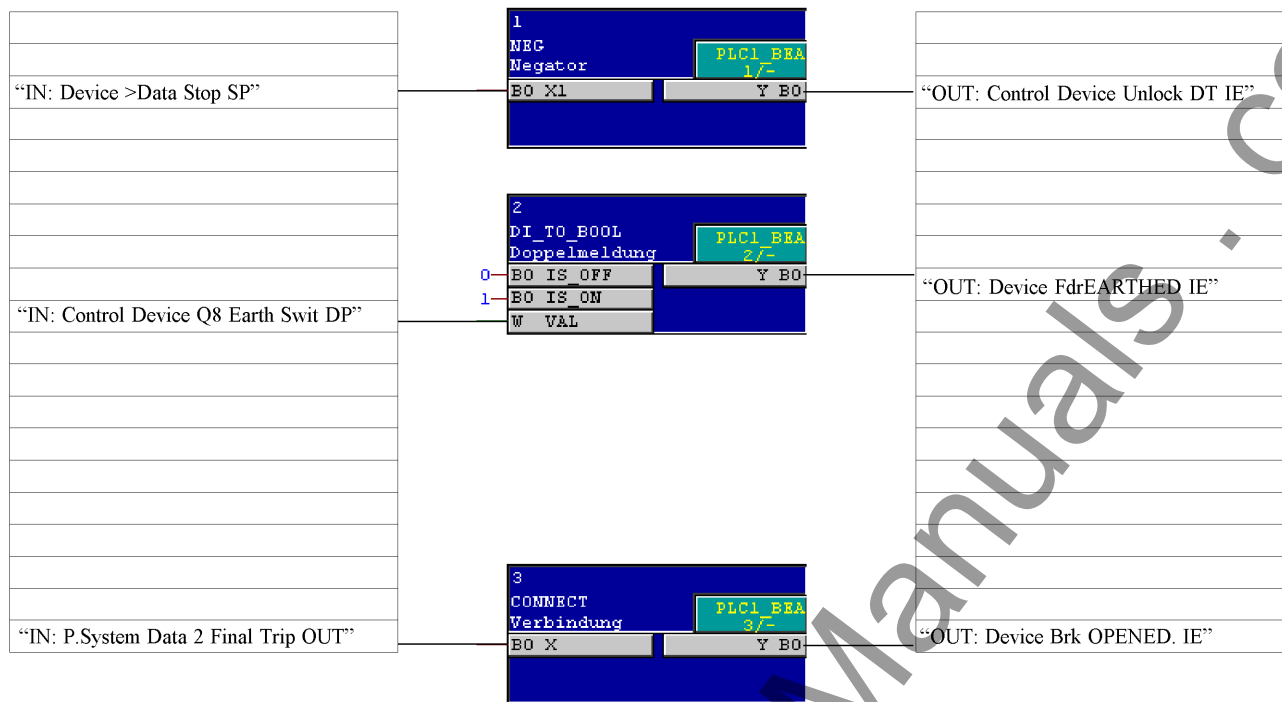 1
NEG
Negator
PLC1_BEA
1/-
"IN: Device >Data Stop SP"
BO X1
Y BO
"OUT: Control Device Unlock DT IE"
2
DI_TO_BOOL
Doppelmeldung
PLC1_BEA
2/-
0
BO IS_OFF
Y BO
"OUT: Device FdrEARTHED IE"
1
BO IS_ON
"IN: Control Device Q8 Earth Swit DP"
W VAL
3
CONNECT
Verbindung
PLC1_BEA
3/-
"IN: P.System Data 2 Final Trip OUT"
BO X
Y BO
"OUT: Device Brk OPENED. IE"
Manuals . co